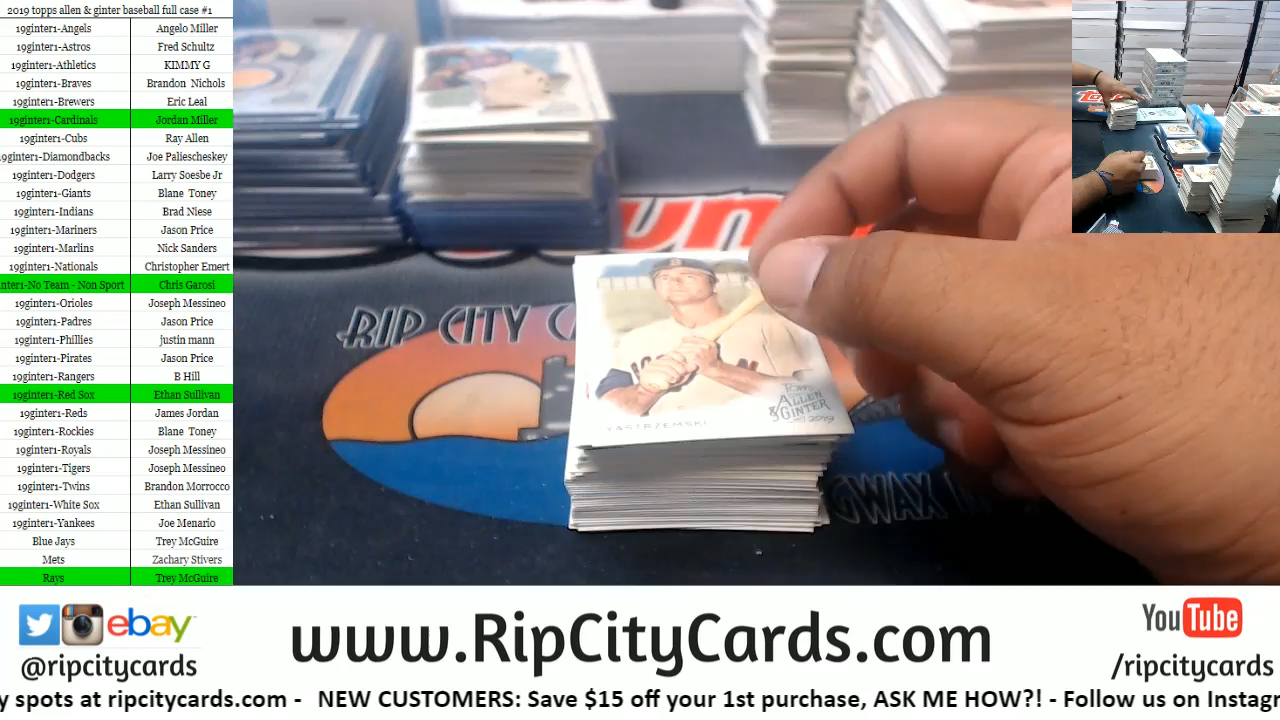 2019 topps allen & ginter baseball full case #1
19ginter1-Angels Angelo Miller
19ginter1-Astros Fred Schultz
19ginter1-Athletics KIMMY G
19ginter1-Braves Brandon Nichols
19ginter1-Brewers Eric Leal
19ginter1-Cardinals Jordan Miller
19ginter1-Cubs Ray Allen
9ginter1-Diamondbacks Joe Paliescheskey
19ginter1-Dodgers Larry Soesbe Jr
19ginter1-Giants Blane Toney
19ginter1-Indians Brad Niese
19ginter1-Mariners Jason Price
19ginter1-Marlins Nick Sanders
19ginter1-Nationals Christopher Emert
nter1-No Team - Non Sport Chris Garosi
19ginter1-Orioles Joseph Messineo
19ginter1-Padres Jason Price
19ginter1-Phillies justin mann
19ginter1-Pirates Jason Price
19ginter1-Rangers B Hill
19ginter1-Red Sox Ethan Sullivan
19ginter1-Reds James Jordan
19ginter1-Rockies Blane Toney
19ginter1-Royals Joseph Messineo
19ginter1-Tigers Joseph Messineo
19ginter1-Twins Brandon Morrocco
19ginter1-White Sox Ethan Sullivan
19ginter1-Yankees Joe Menario
Blue Jays Trey McGuire
Mets Zachary Stivers
Rays Trey McGuire
RIP CITY CA
B
TOPPS
ALLEN
& GINTER
2019
YASTRZEMSKI
GWAX
ebay
@ripcitycards
www.RipCityCards.com
YouTube
/ripcitycards
y spots at ripcitycards.com - NEW CUSTOMERS: Save $15 off your 1st purchase, ASK ME HOW?! - Follow us on Instagr